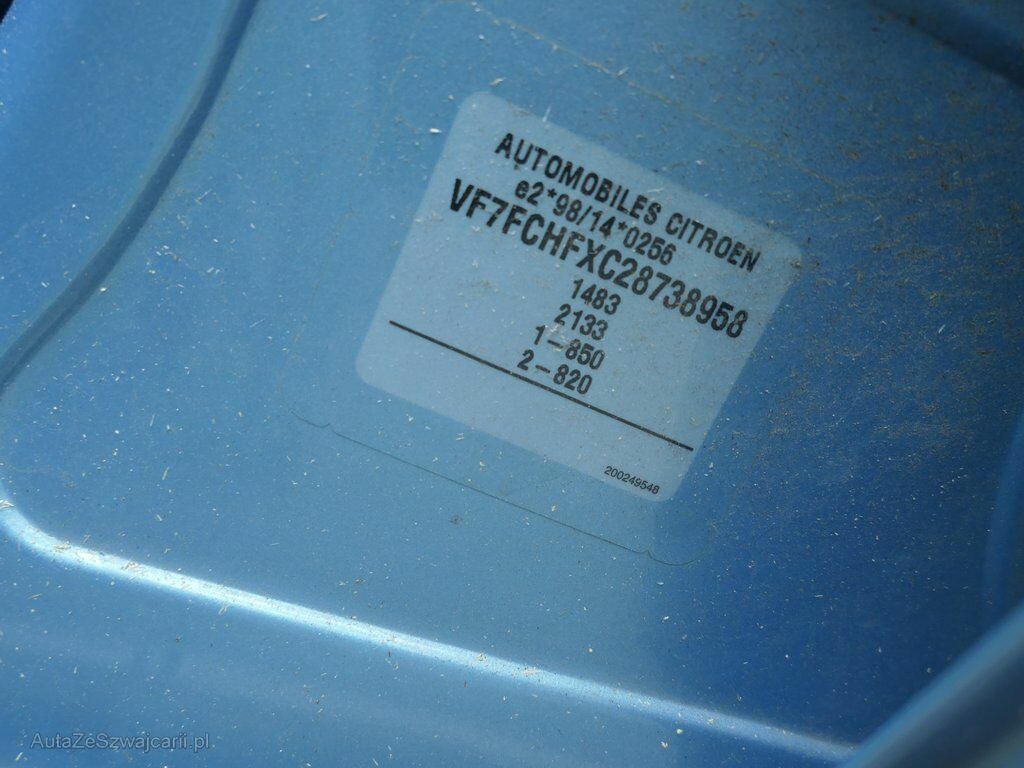 AUTOMOBILES CITROEN
e2*98/14*0256
VF7FCHFXC28738958
1483
2133
1-850
2-820
200249548
AutaZeSzwajcarii.pl